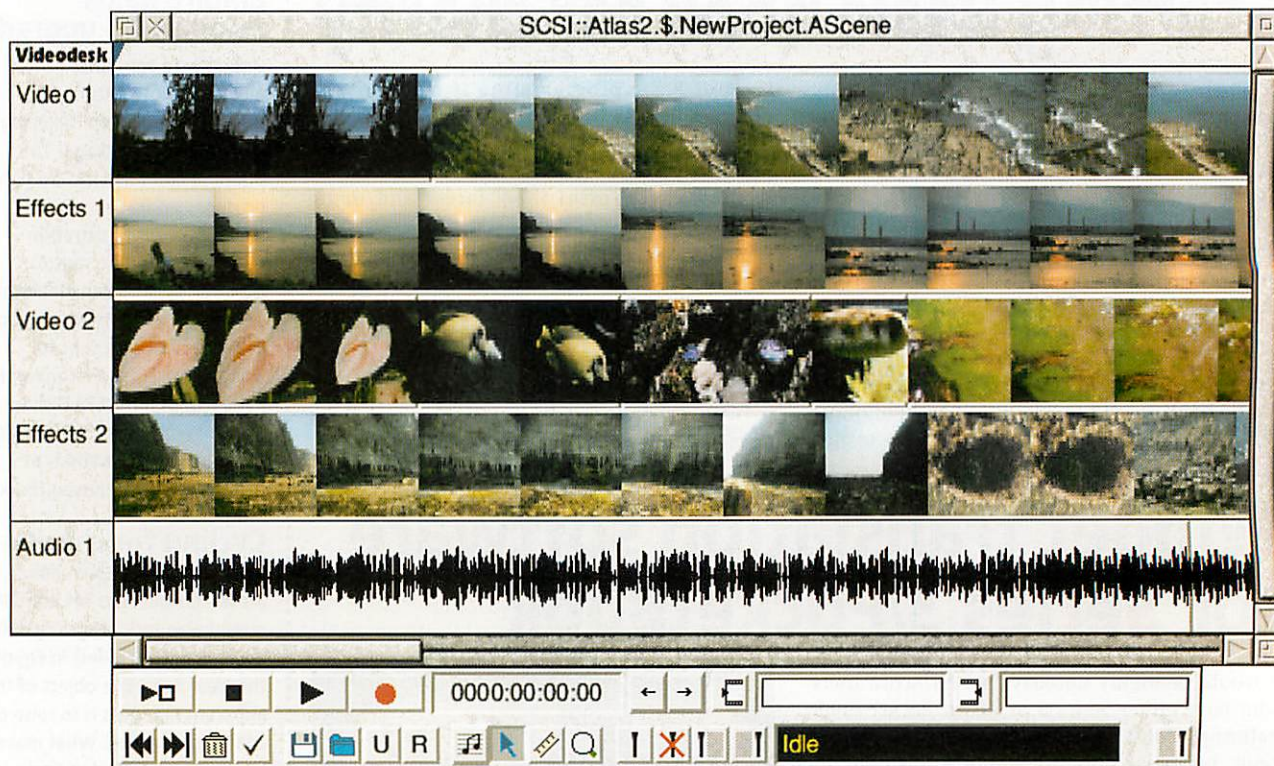 SCSI::Atlas2.$.NewProject.AScene
Videodesk
Video 1
Effects 1
Video 2
Effects 2
Audio 1
0000:00:00:00
U R
Idle